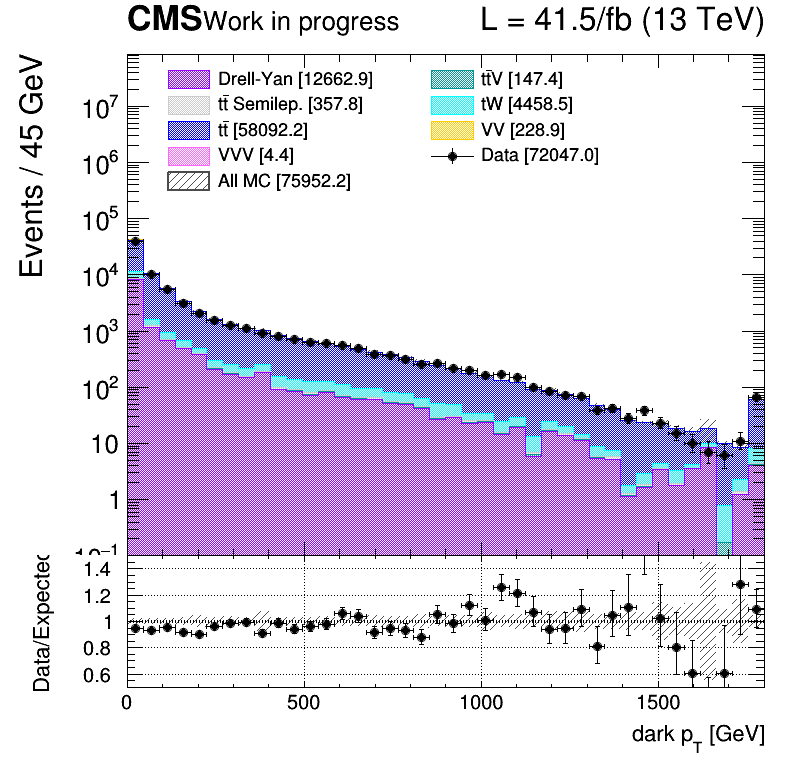 CMS Work in progress L = 41.5/fb (13 TeV)
Events / 45 GeV
Drell-Yan [12662.9]
tt̄ Semilep. [357.8]
tt̄ [58092.2]
VVV [4.4]
All MC [75952.2]
tt̄V [147.4]
tW [4458.5]
VV [228.9]
Data [72047.0]
10⁷
10⁶
10⁵
10⁴
10³
10²
10
1
10⁻¹
Data/Expected
1.4
1.2
1
0.8
0.6
0 500 1000 1500
dark p_T [GeV]